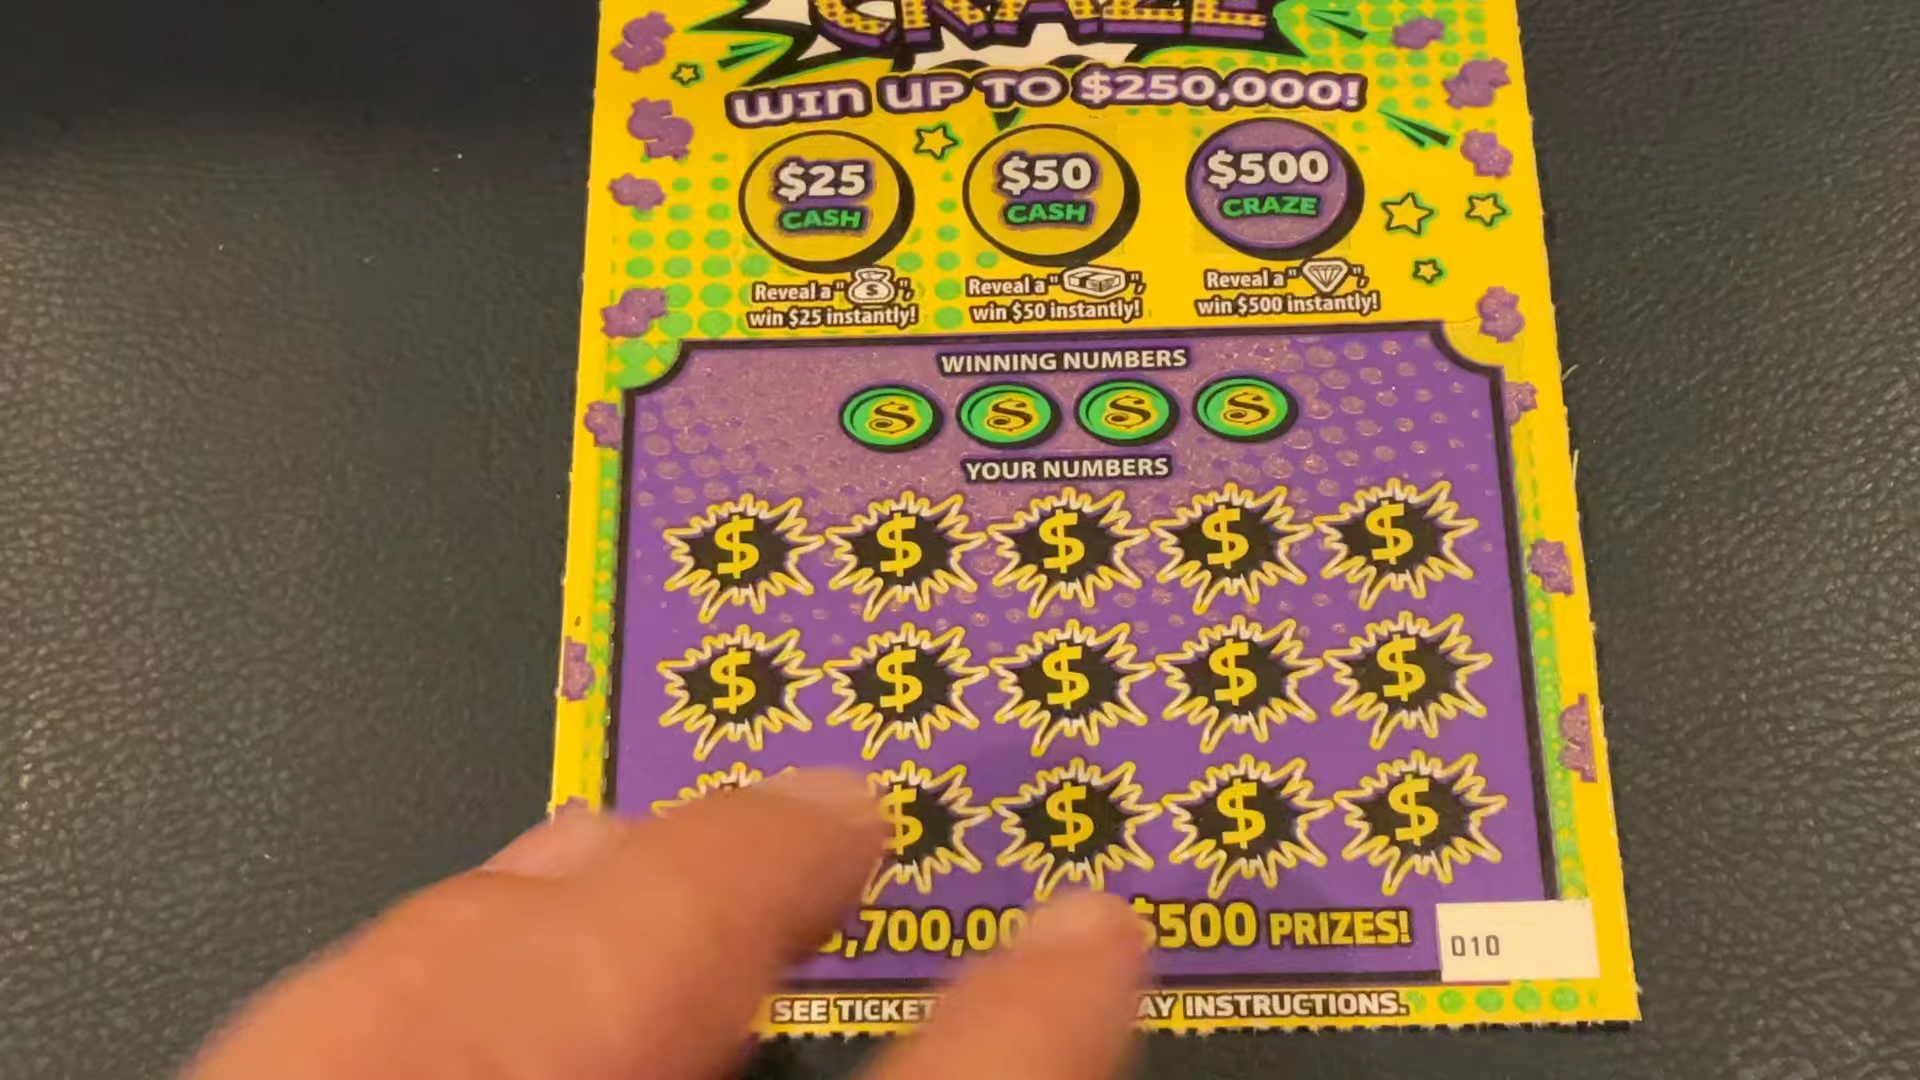 CRAZE
WIN UP TO $250,000!
$25 CASH
Reveal a " ",
win $25 instantly!
$50 CASH
Reveal a " ",
win $50 instantly!
$500 CRAZE
Reveal a " ",
win $500 instantly!
WINNING NUMBERS
YOUR NUMBERS
$ $ $ $ $
$ $ $ $ $
$ $ $ $
$500 PRIZES!
010
SEE TICKET
INSTRUCTIONS.